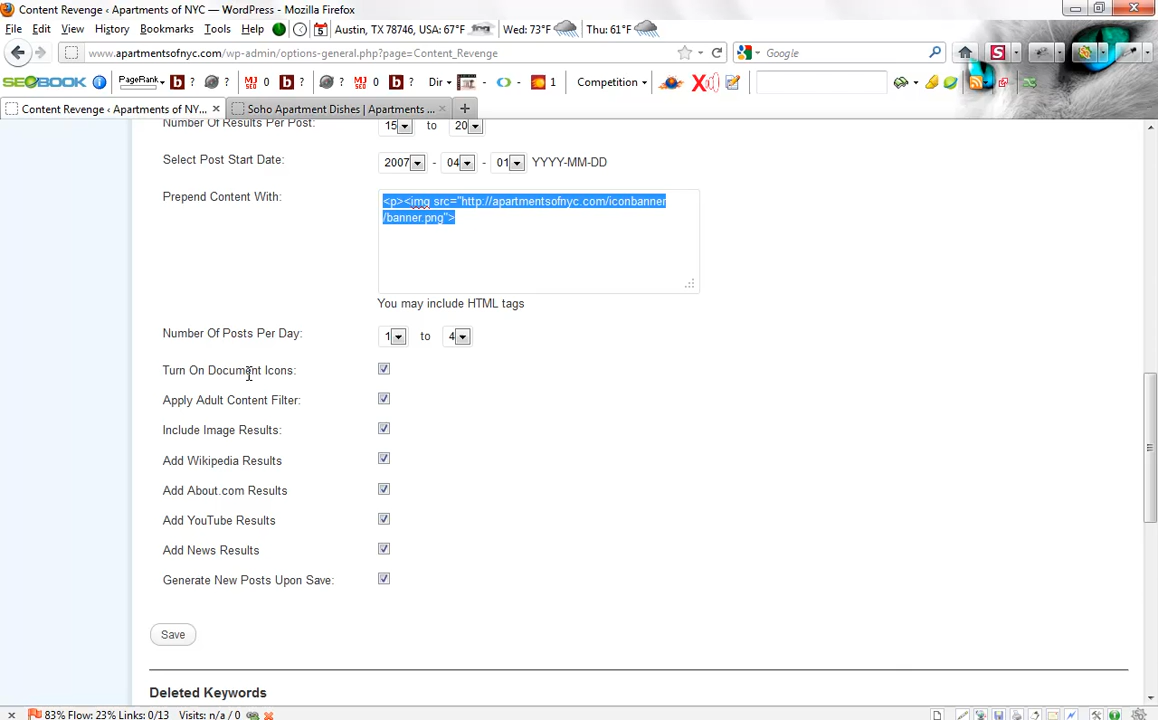 Content Revenge ‹ Apartments of NYC — WordPress - Mozilla Firefox
File Edit View History Bookmarks Tools Help Austin, TX 78746, USA: 67°F Wed: 73°F Thu: 61°F
www.apartmentsofnyc.com/wp-admin/options-general.php?page=Content_Revenge Google
SEOBOOK PageRank ? ? MJ 0 ? ? MJ 0 ? Dir 1 Competition
Content Revenge ‹ Apartments of NY... Soho Apartment Dishes | Apartments ...
Number Of Results Per Post: 15 to 20
Select Post Start Date: 2007 - 04 - 01 YYYY-MM-DD
Prepend Content With: <p><img src="http://apartmentsofnyc.com/iconbanner
/banner.png">
You may include HTML tags
Number Of Posts Per Day: 1 to 4
Turn On Document Icons:
Apply Adult Content Filter:
Include Image Results:
Add Wikipedia Results
Add About.com Results
Add YouTube Results
Add News Results
Generate New Posts Upon Save:
Save
Deleted Keywords
83% Flow: 23% Links: 0/13 Visits: n/a / 0